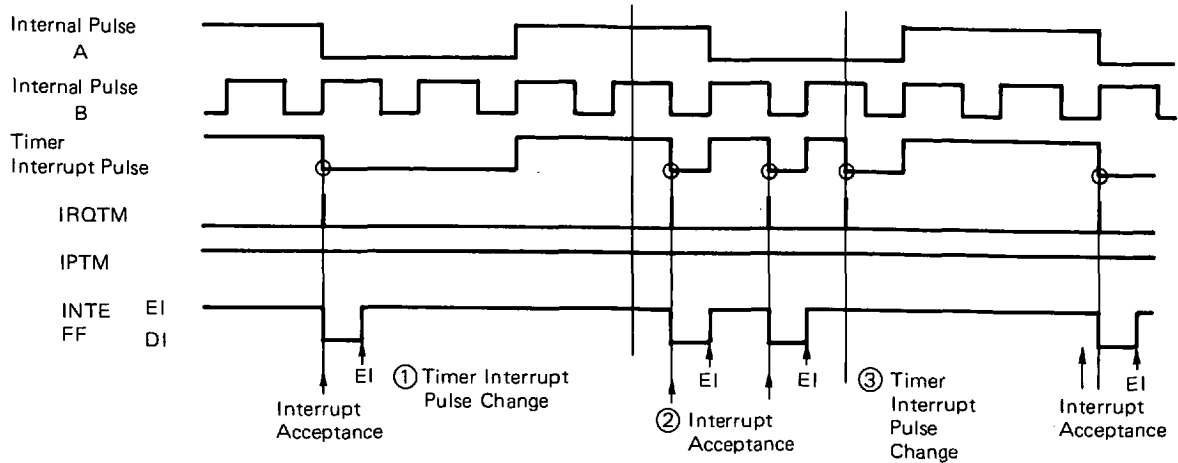 Internal Pulse
A
Internal Pulse
B
Timer
Interrupt Pulse
IRQTM
IPTM
INTE EI
FF DI
EI
① Timer Interrupt
Pulse Change
EI
EI
③ Timer
Interrupt
Pulse
Change
EI
Interrupt
Acceptance
② Interrupt
Acceptance
Interrupt
Acceptance